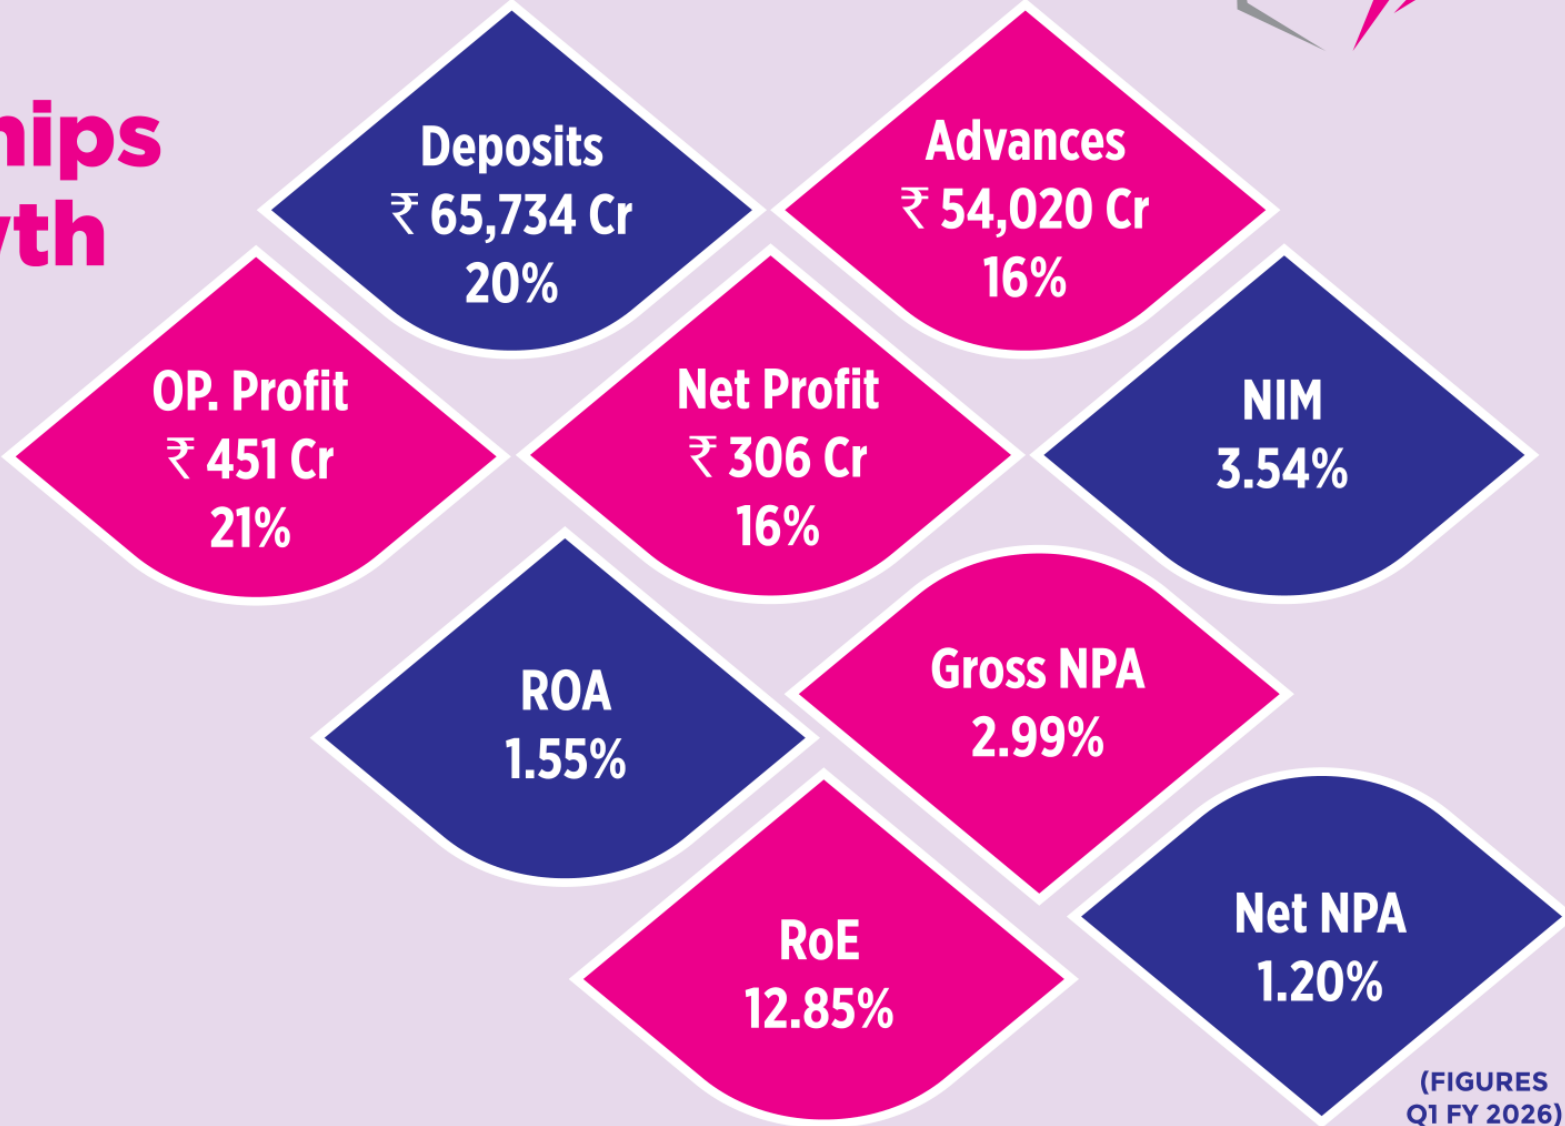 Deposits
₹ 65,734 Cr
20%
Advances
₹ 54,020 Cr
16%
OP. Profit
₹ 451 Cr
21%
Net Profit
₹ 306 Cr
16%
NIM
3.54%
ROA
1.55%
Gross NPA
2.99%
RoE
12.85%
Net NPA
1.20%
(FIGURES
Q1 FY 2026)